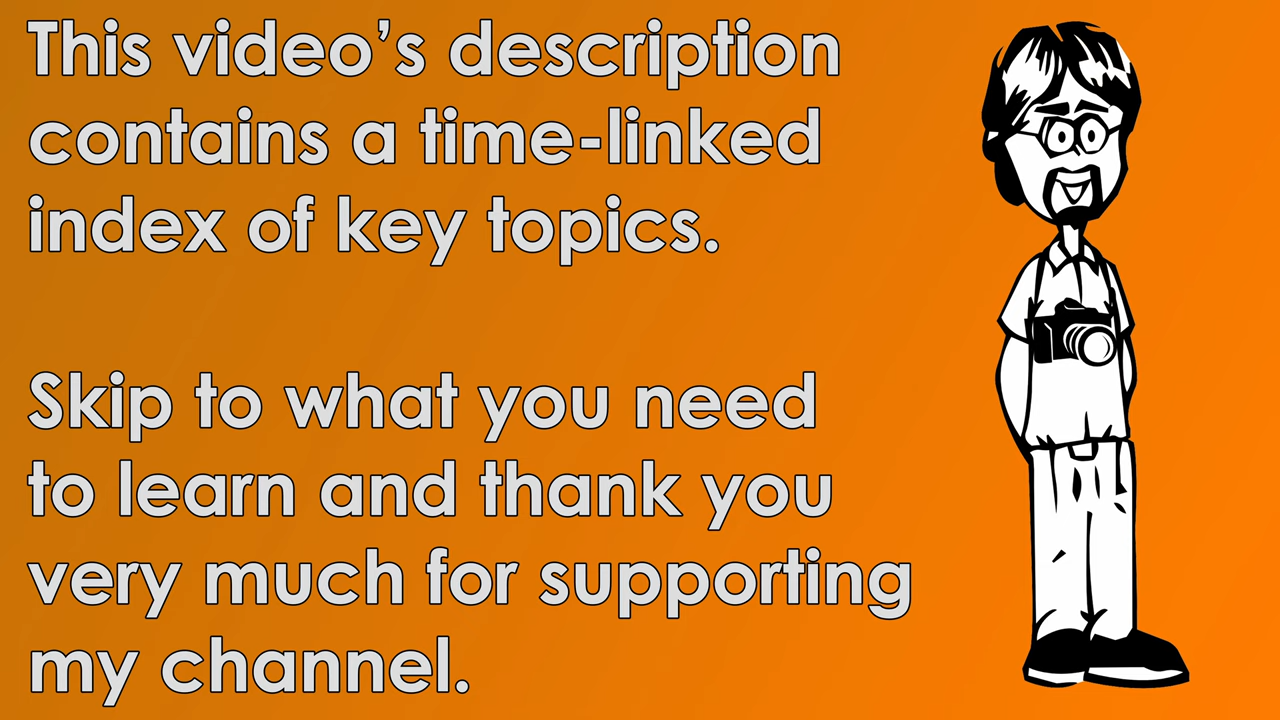 This video’s description
contains a time-linked
index of key topics.
Skip to what you need
to learn and thank you
very much for supporting
my channel.